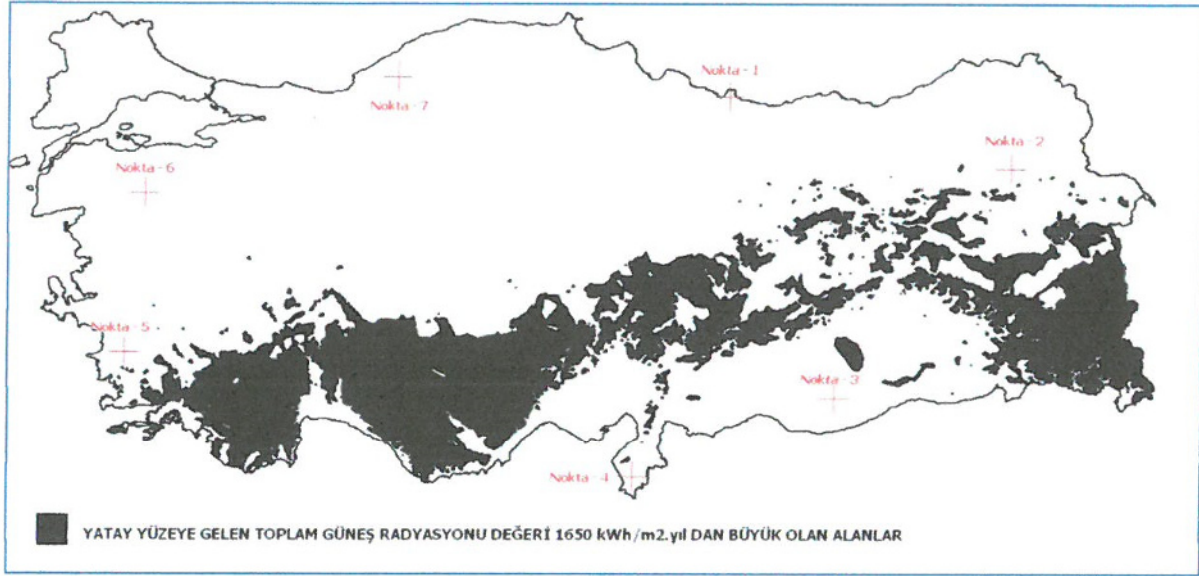 Nokta-1
Nokta-7
Nokta-2
Nokta-6
Nokta-5
Nokta-3
Nokta-4
YATAY YÜZEYE GELEN TOPLAM GÜNEŞ RADYASYONU DEĞERİ 1650 kWh/m2.yıl DAN BÜYÜK OLAN ALANLAR